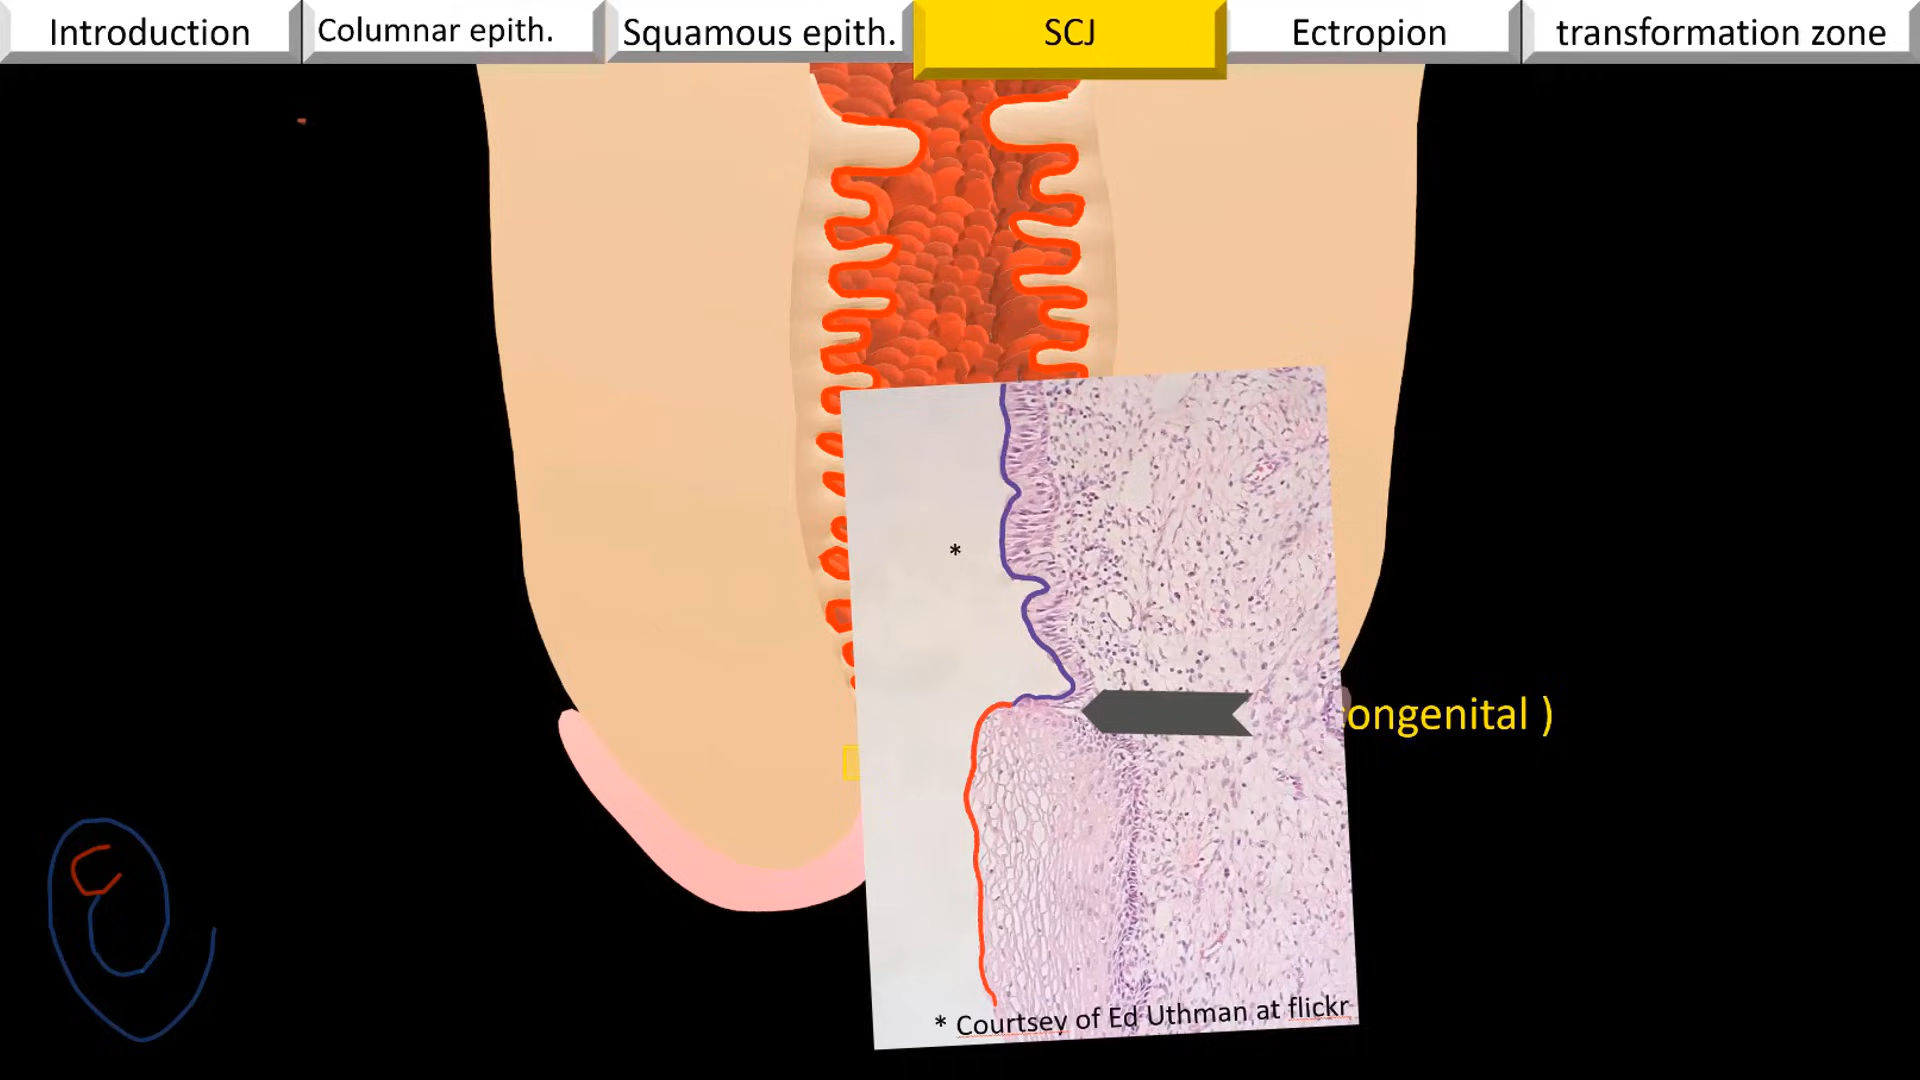 Introduction
Columnar epith.
Squamous epith.
SCJ
Ectropion
transformation zone
*
ongenital )
* Courtsey of Ed Uthman at flickr